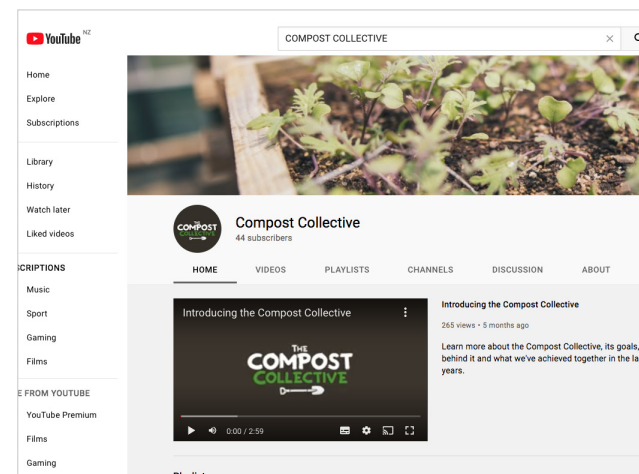 YouTube NZ
COMPOST COLLECTIVE
Home
Explore
Subscriptions
Library
History
Watch later
Liked videos
SCRIPTIONS
Music
Sport
Gaming
Films
E FROM YOUTUBE
YouTube Premium
Films
Gaming
THE
COMPOST
COLLECTIVE
Compost Collective
44 subscribers
HOME VIDEOS PLAYLISTS CHANNELS DISCUSSION ABOUT
Introducing the Compost Collective
THE
COMPOST
COLLECTIVE
0:00 / 2:59
Introducing the Compost Collective
265 views • 5 months ago
Learn more about the Compost Collective, its goals,
behind it and what we've achieved together in the la
years.